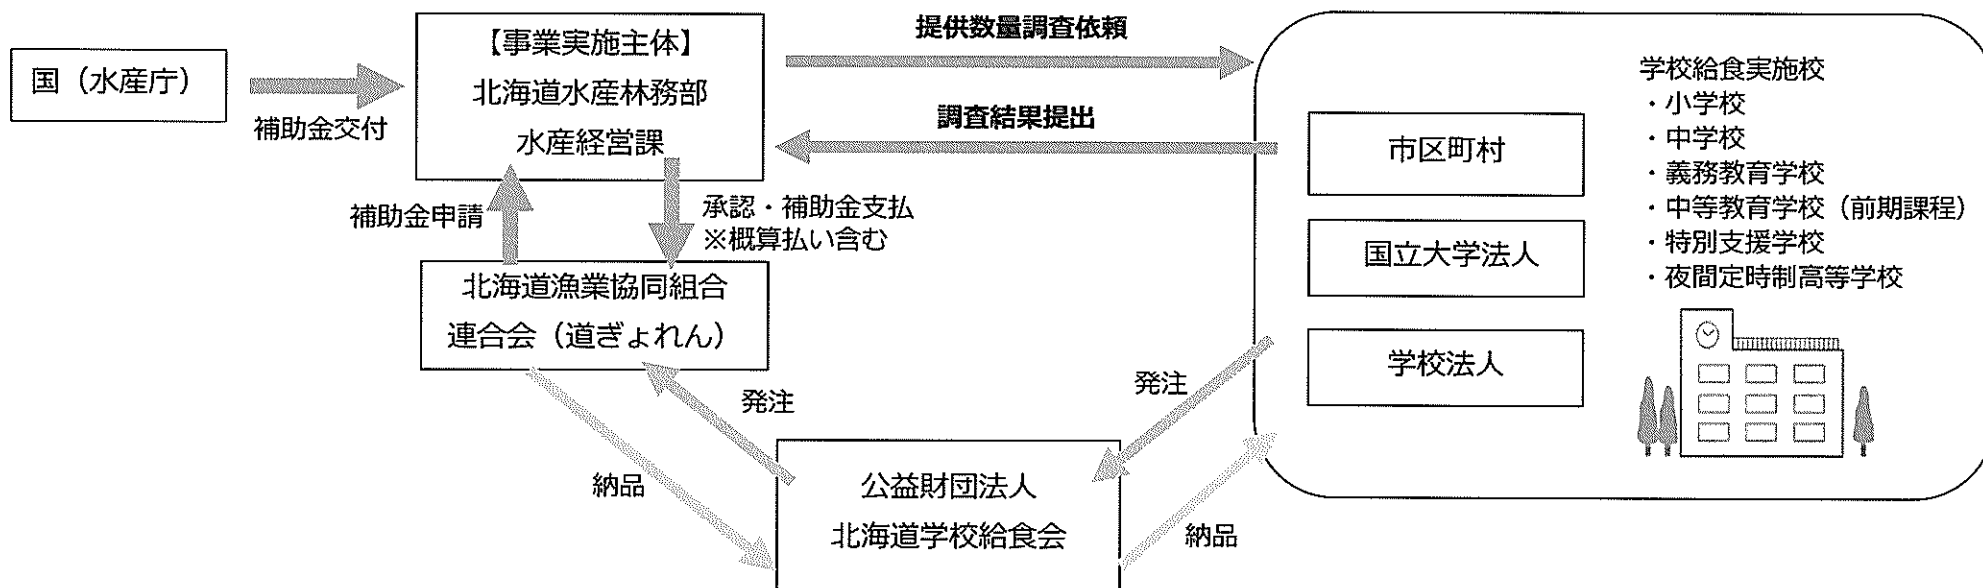 国（水産庁）
補助金交付
【事業実施主体】
北海道水産林務部
水産経営課
提供数量調査依頼
調査結果提出
補助金申請
承認・補助金支払
※概算払い含む
北海道漁業協同組合
連合会（道ぎょれん）
発注
納品
公益財団法人
北海道学校給食会
発注
納品
市区町村
国立大学法人
学校法人
学校給食実施校
・小学校
・中学校
・義務教育学校
・中等教育学校（前期課程）
・特別支援学校
・夜間定時制高等学校